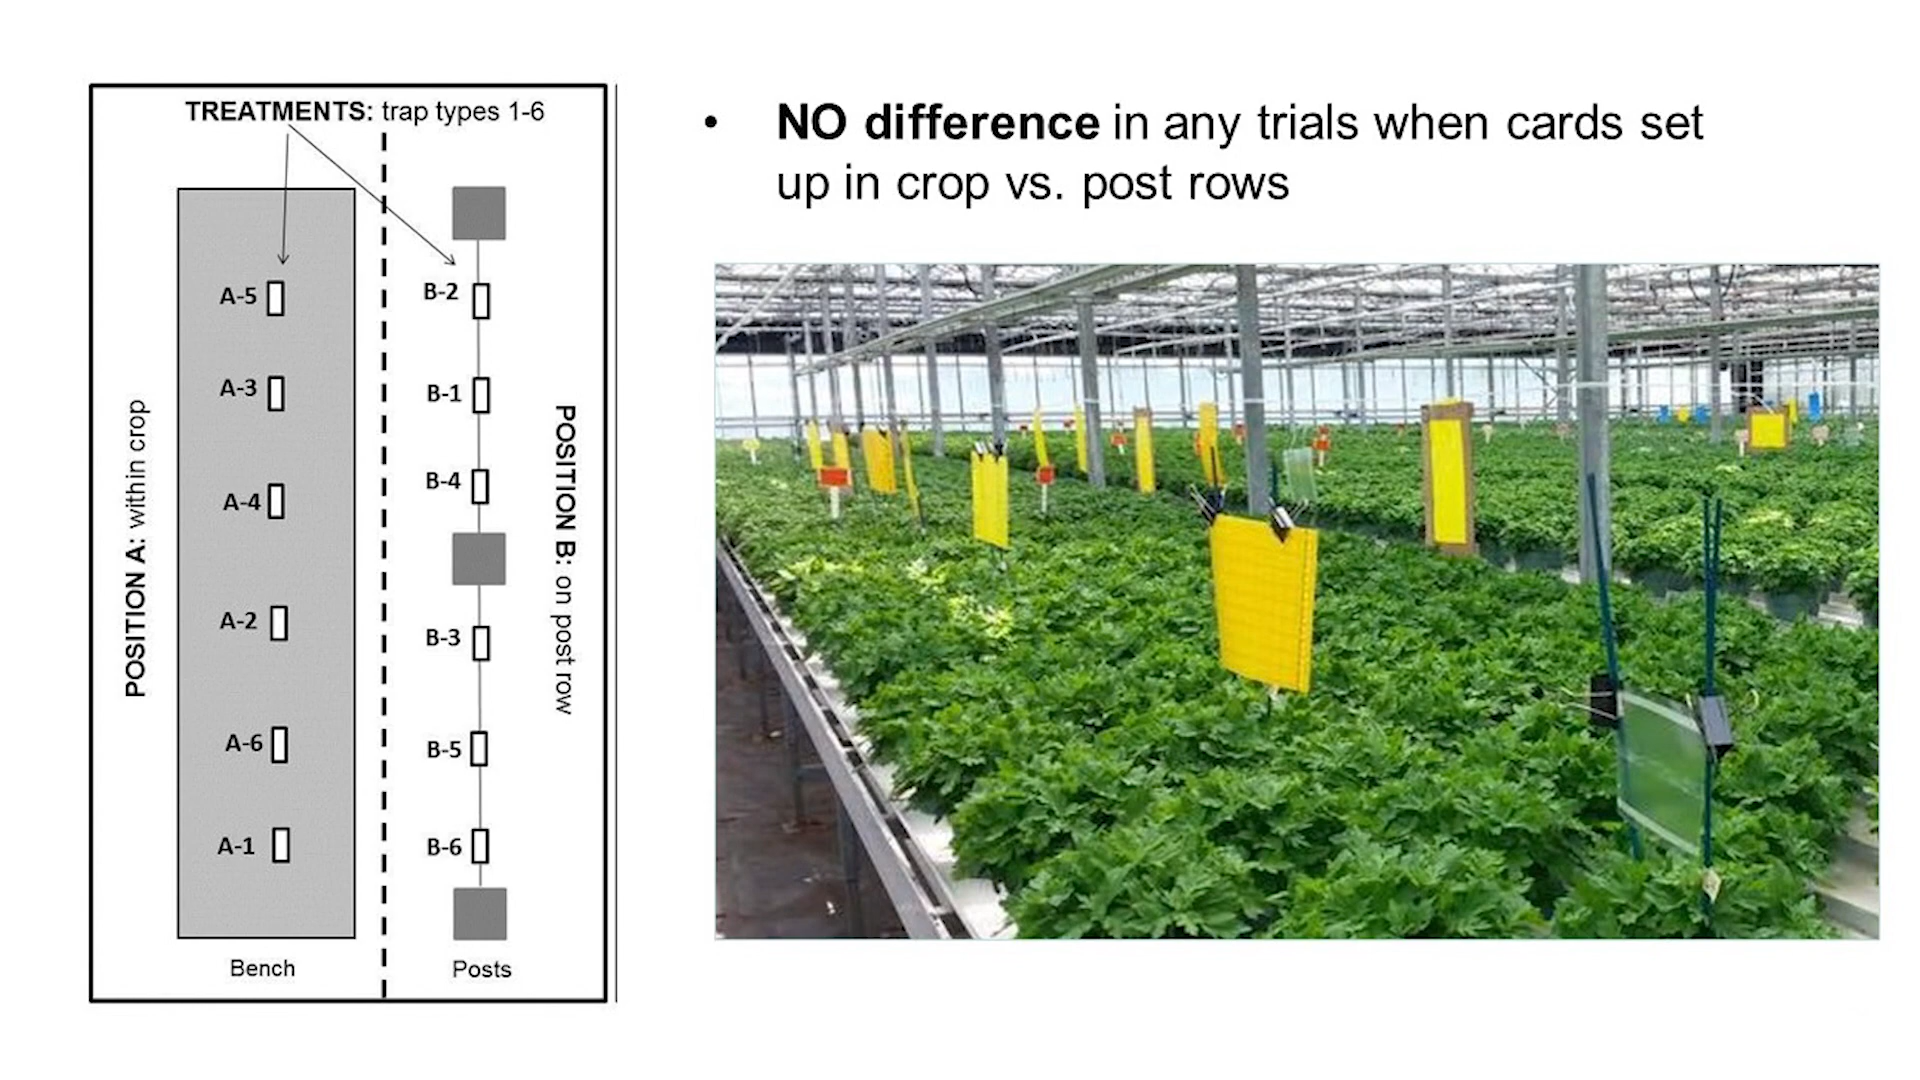 TREATMENTS: trap types 1-6
A-5
A-3
A-4
A-2
A-6
A-1
POSITION A: within crop
Bench
B-2
B-1
B-4
B-3
B-5
B-6
POSITION B: on post row
Posts
• NO difference in any trials when cards set
up in crop vs. post rows